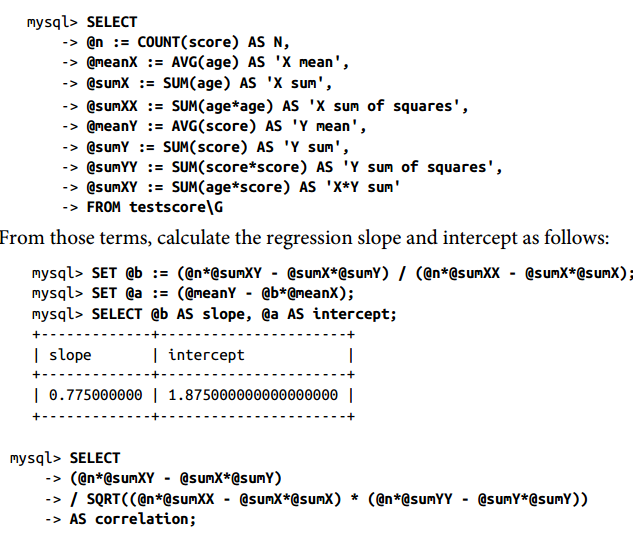 mysql> SELECT
-> @n := COUNT(score) AS N,
-> @meanX := AVG(age) AS 'X mean',
-> @sumX := SUM(age) AS 'X sum',
-> @sumXX := SUM(age*age) AS 'X sum of squares',
-> @meanY := AVG(score) AS 'Y mean',
-> @sumY := SUM(score) AS 'Y sum',
-> @sumYY := SUM(score*score) AS 'Y sum of squares',
-> @sumXY := SUM(age*score) AS 'X*Y sum'
-> FROM testscore\G
From those terms, calculate the regression slope and intercept as follows:
mysql> SET @b := (@n*@sumXY - @sumX*@sumY) / (@n*@sumXX - @sumX*@sumX);
mysql> SET @a := (@meanY - @b*@meanX);
mysql> SELECT @b AS slope, @a AS intercept;
+-------------+----------------------+
| slope       | intercept            |
+-------------+----------------------+
| 0.775000000 | 1.875000000000000000 |
+-------------+----------------------+
mysql> SELECT
-> (@n*@sumXY - @sumX*@sumY)
-> / SQRT((@n*@sumXX - @sumX*@sumX) * (@n*@sumYY - @sumY*@sumY))
-> AS correlation;